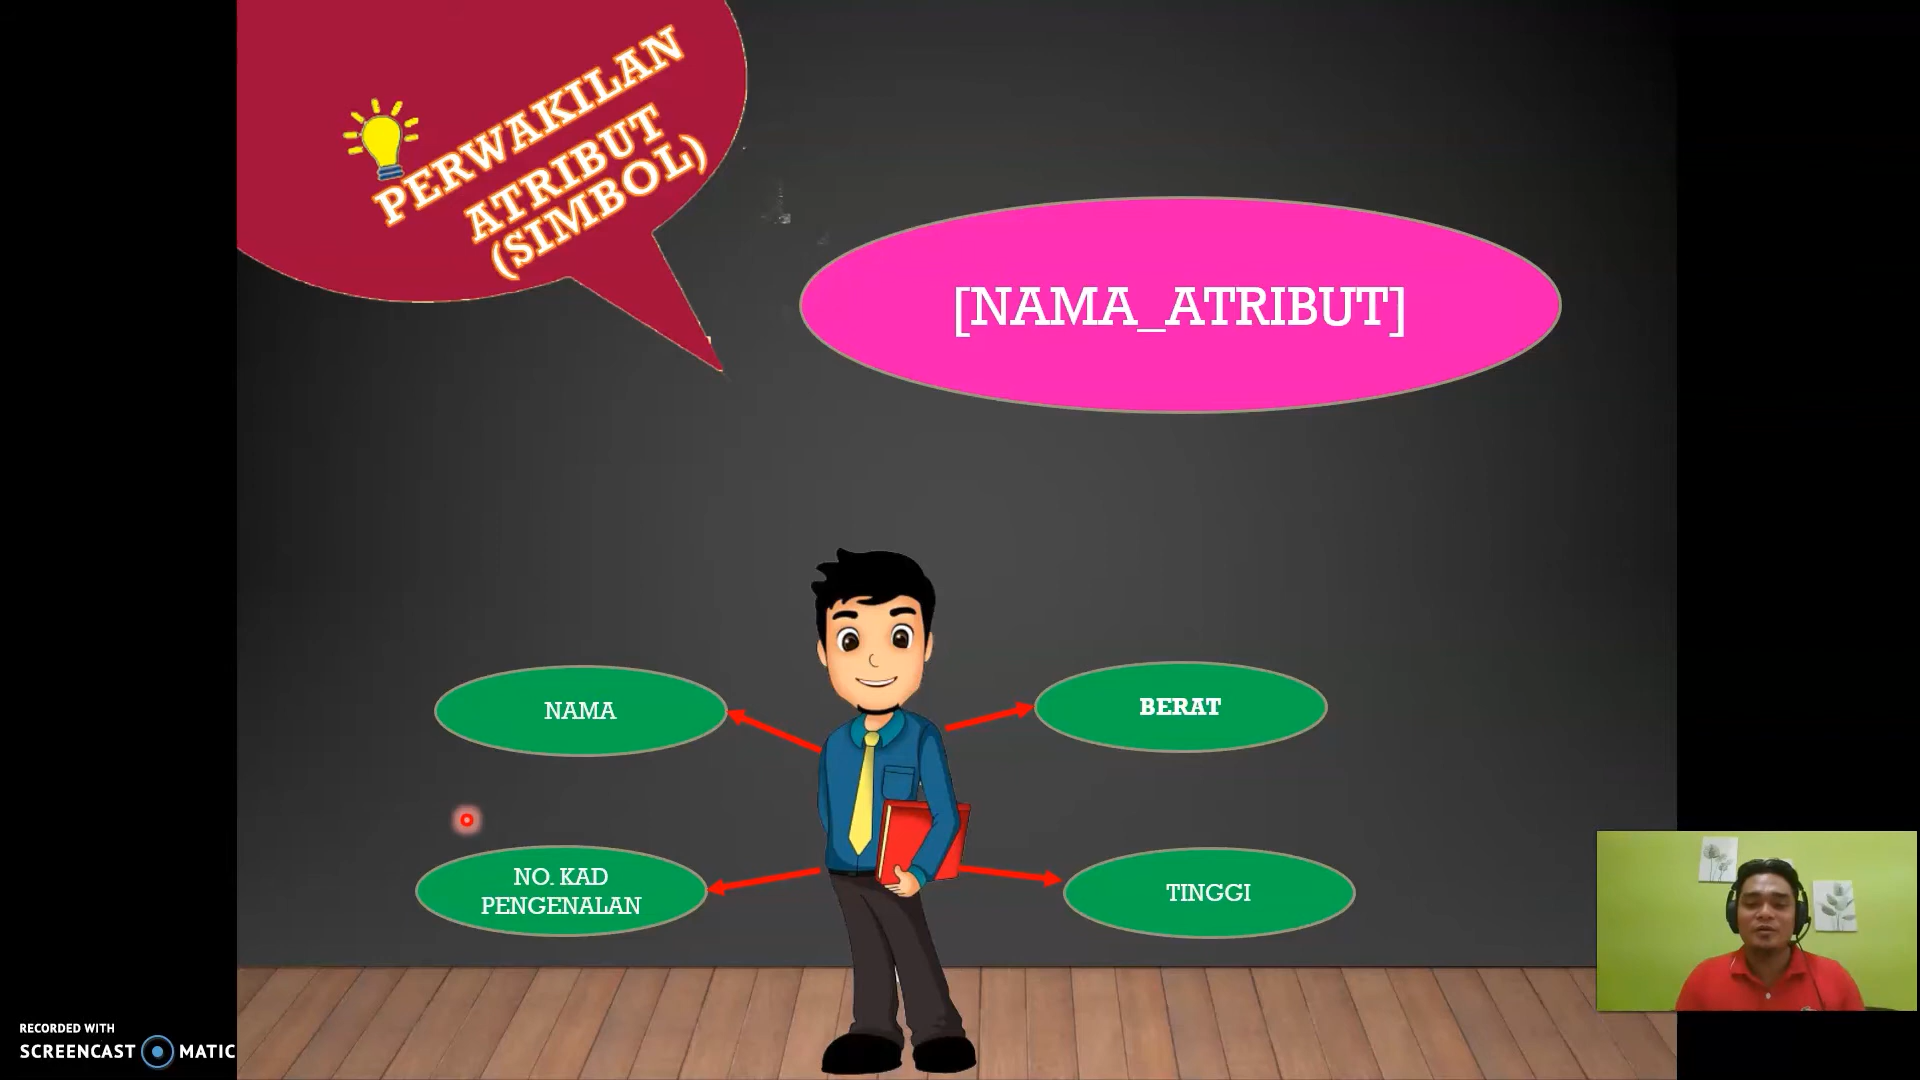 PERWAKILAN
ATRIBUT
(SIMBOL)
[NAMA_ATRIBUT]
NAMA
BERAT
NO. KAD
PENGENALAN
TINGGI
RECORDED WITH
SCREENCAST MATIC